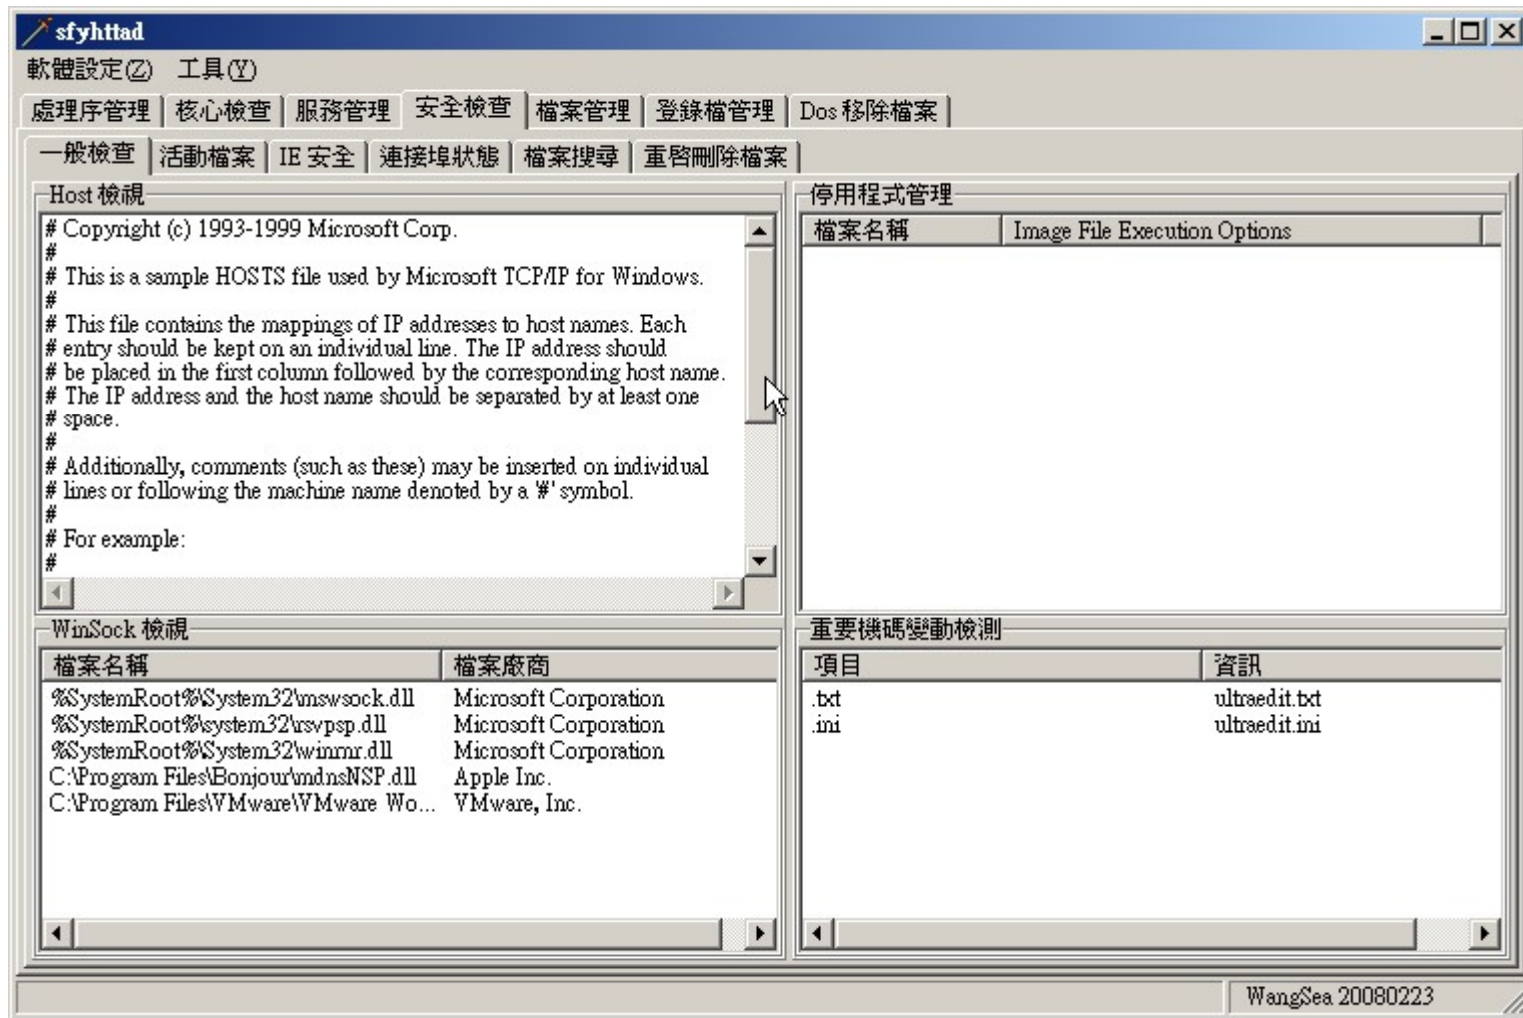 sfyhttad
軟體設定(Z) 工具(Y)
處理序管理 核心檢查 服務管理 安全檢查 檔案管理 登錄檔管理 Dos 移除檔案
一般檢查 活動檔案 IE 安全 連接埠狀態 檔案搜尋 重啓刪除檔案
Host 檢視
# Copyright (c) 1993-1999 Microsoft Corp.
#
# This is a sample HOSTS file used by Microsoft TCP/IP for Windows.
#
# This file contains the mappings of IP addresses to host names. Each
# entry should be kept on an individual line. The IP address should
# be placed in the first column followed by the corresponding host name.
# The IP address and the host name should be separated by at least one
# space.
#
# Additionally, comments (such as these) may be inserted on individual
# lines or following the machine name denoted by a '#' symbol.
#
# For example:
#
停用程式管理
檔案名稱 Image File Execution Options
WinSock 檢視
檔案名稱 檔案廠商
%SystemRoot%\System32\mswsock.dll Microsoft Corporation
%SystemRoot%\system32\rsvpsp.dll Microsoft Corporation
%SystemRoot%\System32\winrnr.dll Microsoft Corporation
C:\Program Files\Bonjour\mdnsNSP.dll Apple Inc.
C:\Program Files\VMware\VMware Wo... VMware, Inc.
重要機碼變動檢測
項目 資訊
.txt ultraedit.txt
.ini ultraedit.ini
WangSea 20080223